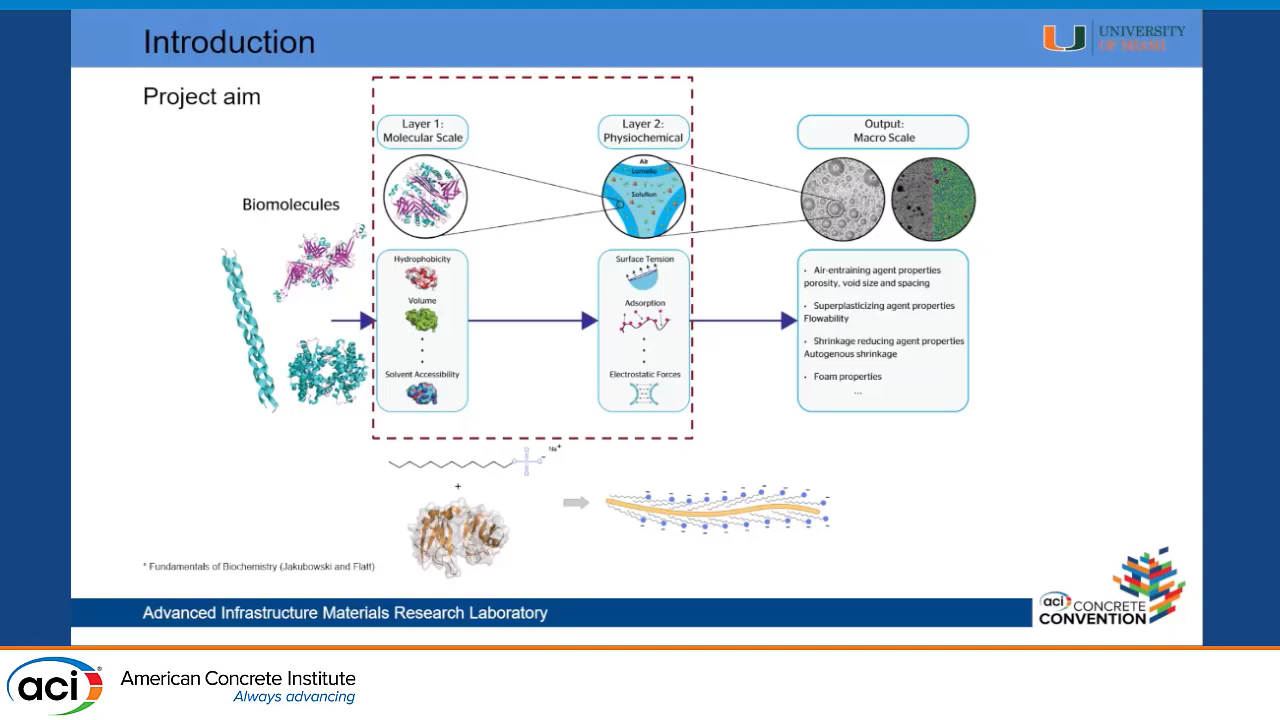 Introduction
UNIVERSITY
OF MIAMI
Project aim
Layer 1:
Molecular Scale
Layer 2:
Physiochemical
Output:
Macro Scale
Air
Lamella
Solution
Biomolecules
Hydrophobicity
Volume
Solvent Accessibility
Surface Tension
Adsorption
Electrostatic Forces
· Air-entraining agent properties
porosity, void size and spacing
· Superplasticizing agent properties
Flowability
· Shrinkage reducing agent properties
Autogenous shrinkage
· Foam properties
...
Na+
+
* Fundamentals of Biochemistry (Jakubowski and Flatt)
Advanced Infrastructure Materials Research Laboratory
aci CONCRETE
CONVENTION
aci
American Concrete Institute
Always advancing